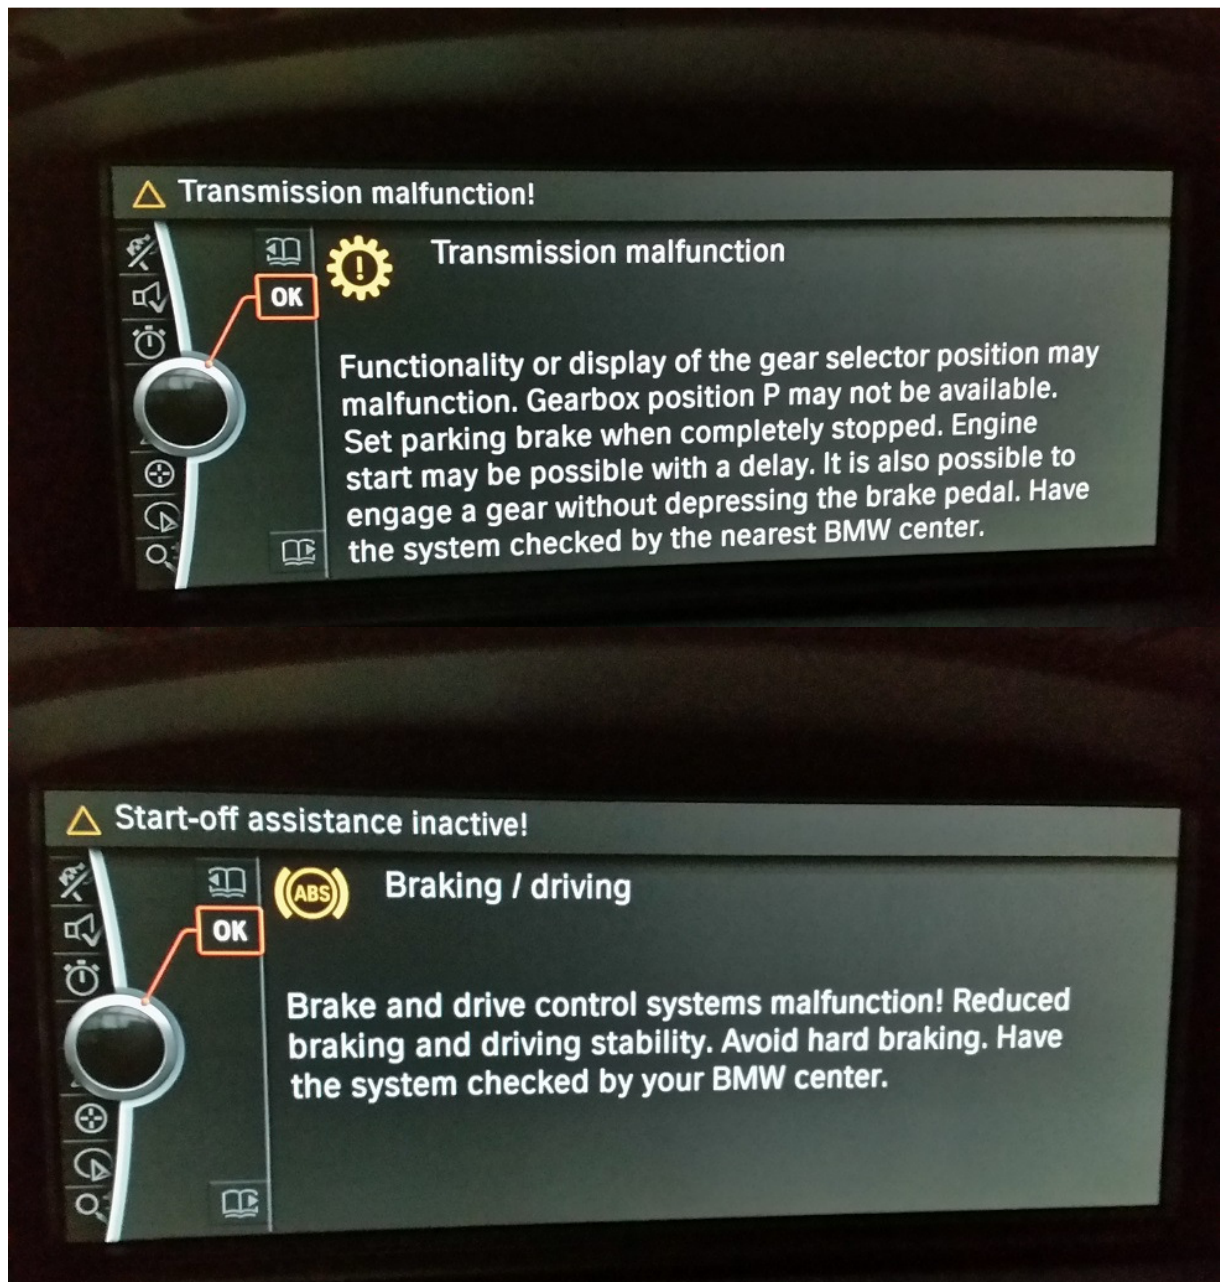 Transmission malfunction!
Transmission malfunction
OK
Functionality or display of the gear selector position may
malfunction. Gearbox position P may not be available.
Set parking brake when completely stopped. Engine
start may be possible with a delay. It is also possible to
engage a gear without depressing the brake pedal. Have
the system checked by the nearest BMW center.
Start-off assistance inactive!
ABS
Braking / driving
OK
Brake and drive control systems malfunction! Reduced
braking and driving stability. Avoid hard braking. Have
the system checked by your BMW center.